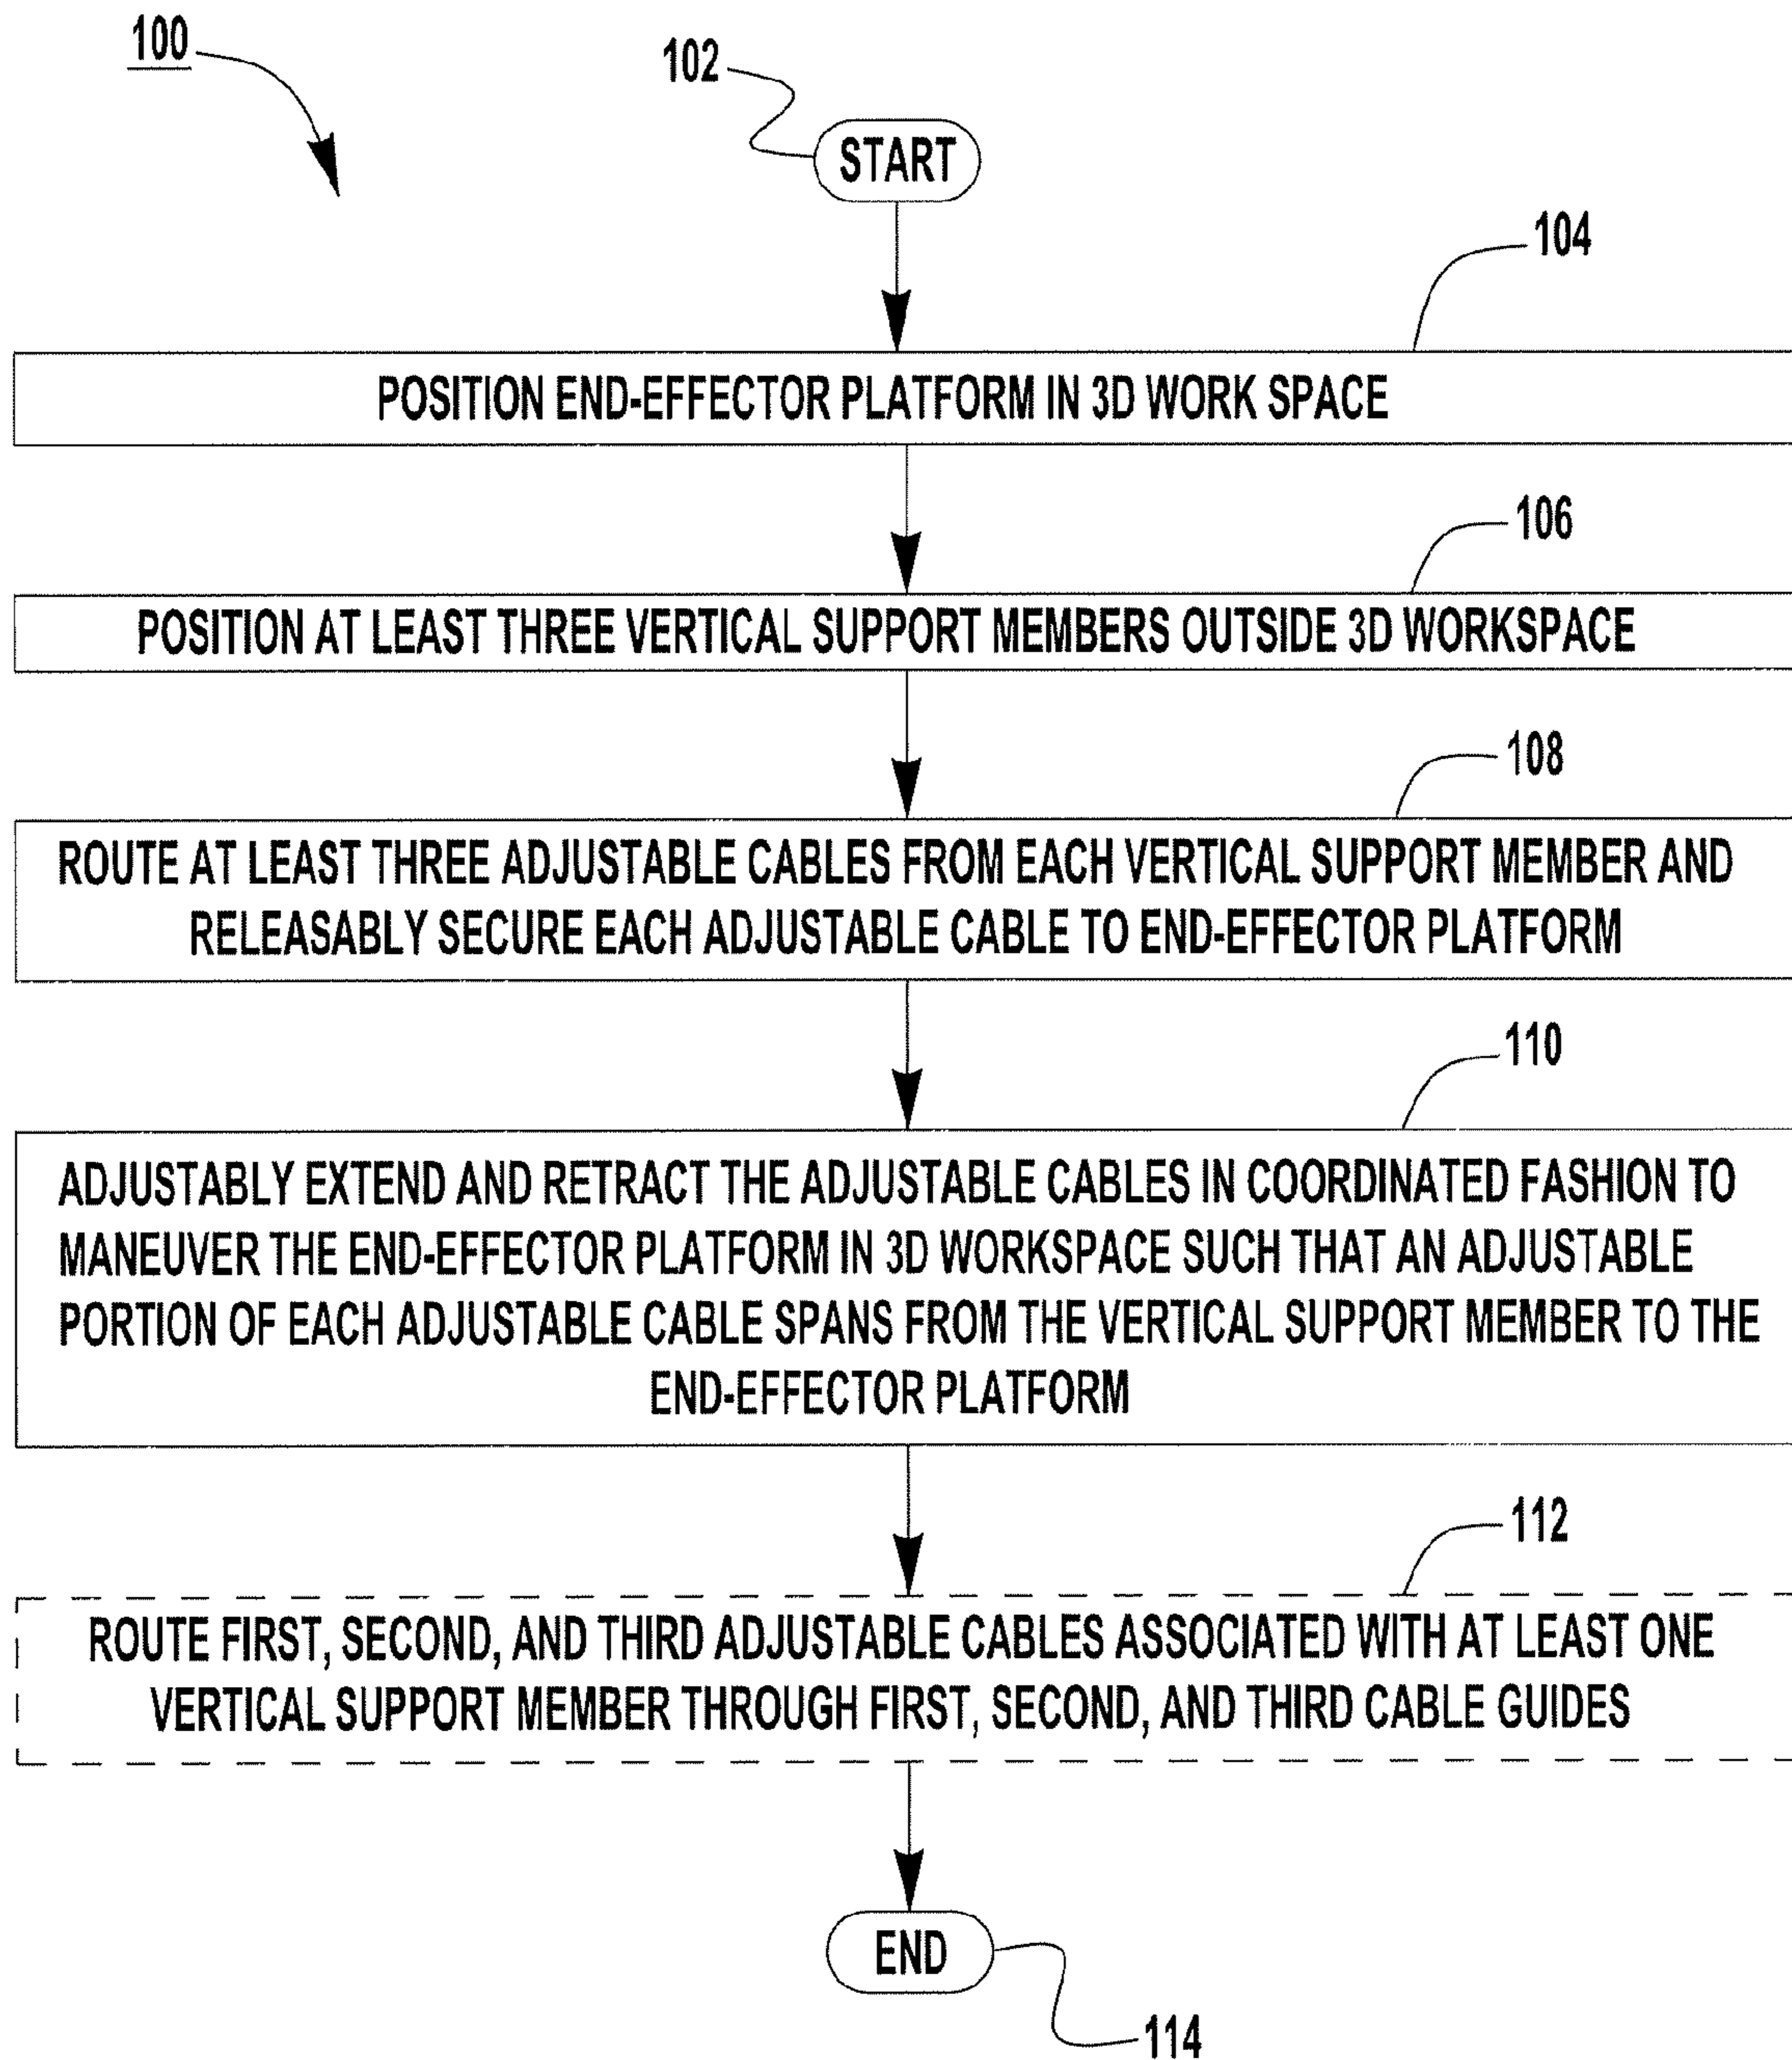 100
102
START
104
POSITION END-EFFECTOR PLATFORM IN 3D WORK SPACE
106
POSITION AT LEAST THREE VERTICAL SUPPORT MEMBERS OUTSIDE 3D WORKSPACE
108
ROUTE AT LEAST THREE ADJUSTABLE CABLES FROM EACH VERTICAL SUPPORT MEMBER AND
RELEASABLY SECURE EACH ADJUSTABLE CABLE TO END-EFFECTOR PLATFORM
110
ADJUSTABLY EXTEND AND RETRACT THE ADJUSTABLE CABLES IN COORDINATED FASHION TO
MANEUVER THE END-EFFECTOR PLATFORM IN 3D WORKSPACE SUCH THAT AN ADJUSTABLE
PORTION OF EACH ADJUSTABLE CABLE SPANS FROM THE VERTICAL SUPPORT MEMBER TO THE
END-EFFECTOR PLATFORM
112
ROUTE FIRST, SECOND, AND THIRD ADJUSTABLE CABLES ASSOCIATED WITH AT LEAST ONE
VERTICAL SUPPORT MEMBER THROUGH FIRST, SECOND, AND THIRD CABLE GUIDES
END
114